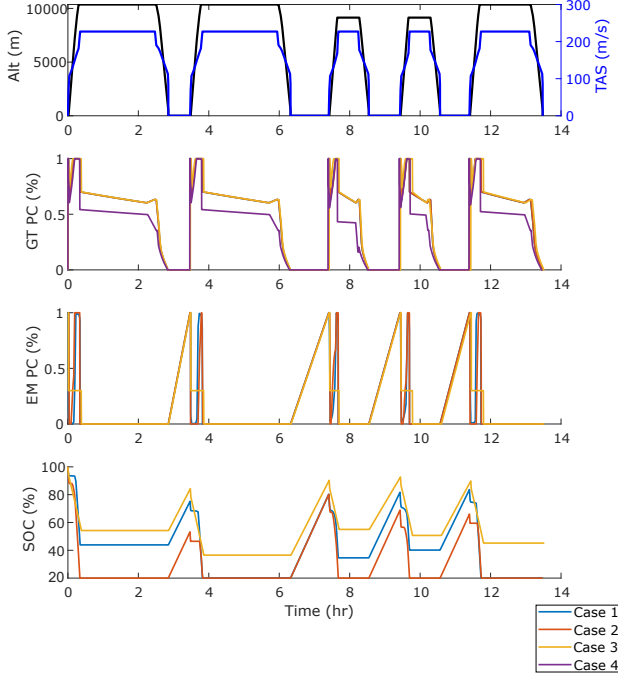 10000
5000
0
Alt (m)
300
200
100
0
TAS (m/s)
0 2 4 6 8 10 12 14
1
0.5
0
GT PC (%)
0 2 4 6 8 10 12 14
1
0.5
0
EM PC (%)
0 2 4 6 8 10 12 14
100
80
60
40
20
SOC (%)
0 2 4 6 8 10 12 14
Time (hr)
Case 1
Case 2
Case 3
Case 4